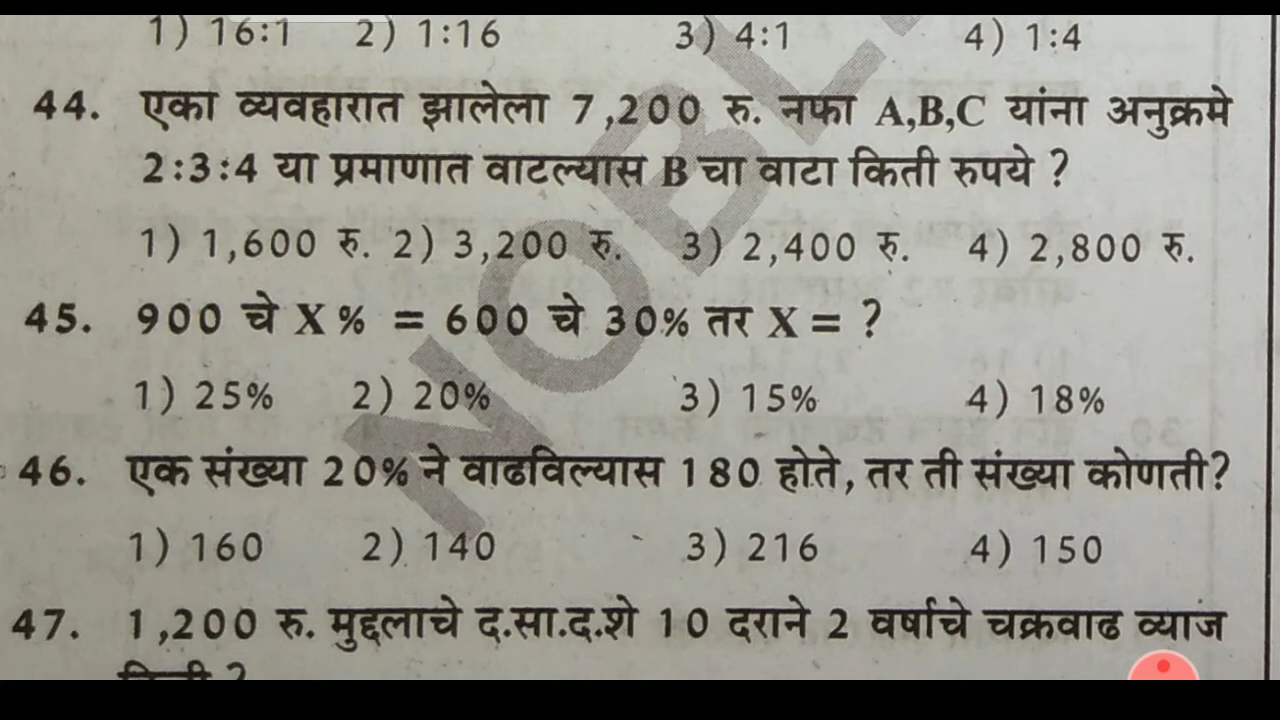 1) 16:1 2) 1:16 3) 4:1 4) 1:4
44. एका व्यवहारात झालेला 7,200 रु. नफा A,B,C यांना अनुक्रमे
2:3:4 या प्रमाणात वाटल्यास B चा वाटा किती रुपये ?
1) 1,600 रु. 2) 3,200 रु. 3) 2,400 रु. 4) 2,800 रु.
45. 900 चे X % = 600 चे 30% तर X = ?
1) 25% 2) 20% 3) 15% 4) 18%
46. एक संख्या 20% ने वाढविल्यास 180 होते, तर ती संख्या कोणती?
1) 160 2) 140 3) 216 4) 150
47. 1,200 रु. मुद्दलाचे द.सा.द.शे 10 दराने 2 वर्षाचे चक्रवाढ व्याज